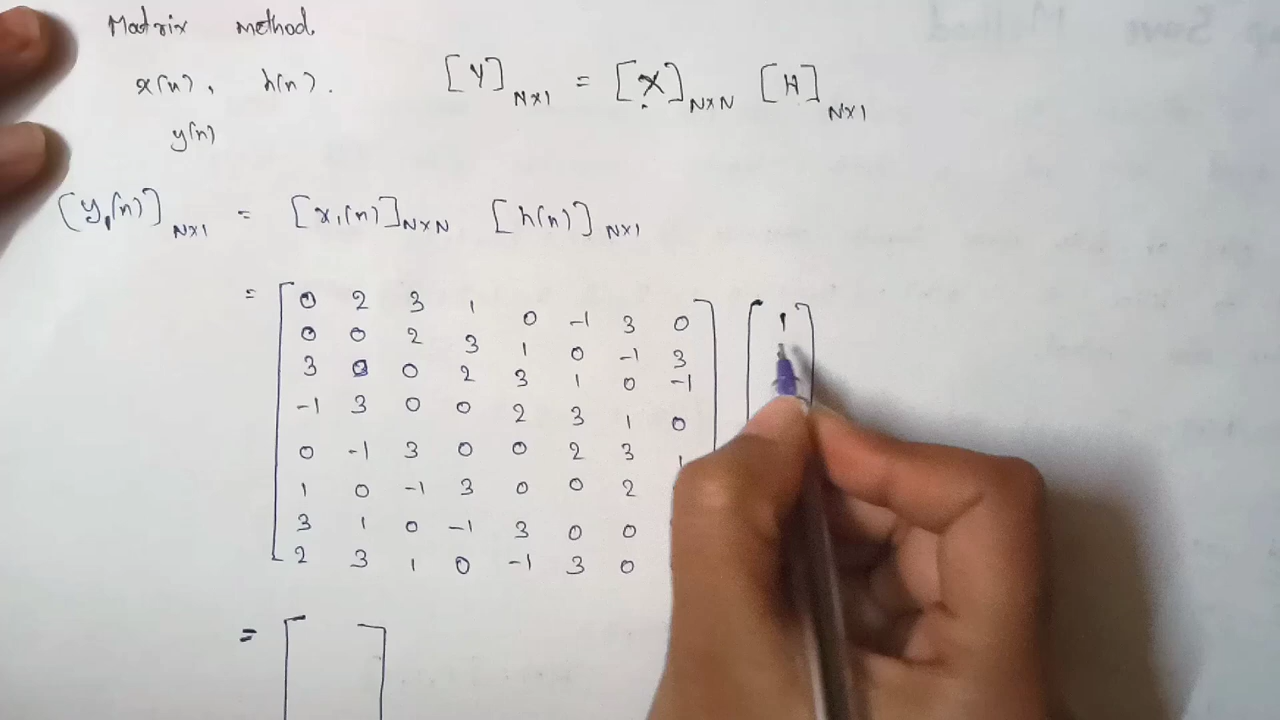 Matrix method.
x(n), h(n). [Y]N×1 = [X]N×N [H]N×1
y(n)
[y1(n)]N×1 = [x1(n)]N×N [h(n)]N×1
= [ 0 2 3 1 0 -1 3 0 ] [ 1 ]
0 0 2 3 1 0 -1 3
3 0 0 2 3 1 0 -1
-1 3 0 0 2 3 1 0
0 -1 3 0 0 2 3 1
1 0 -1 3 0 0 2
3 1 0 -1 3 0 0
2 3 1 0 -1 3 0
= [ ]